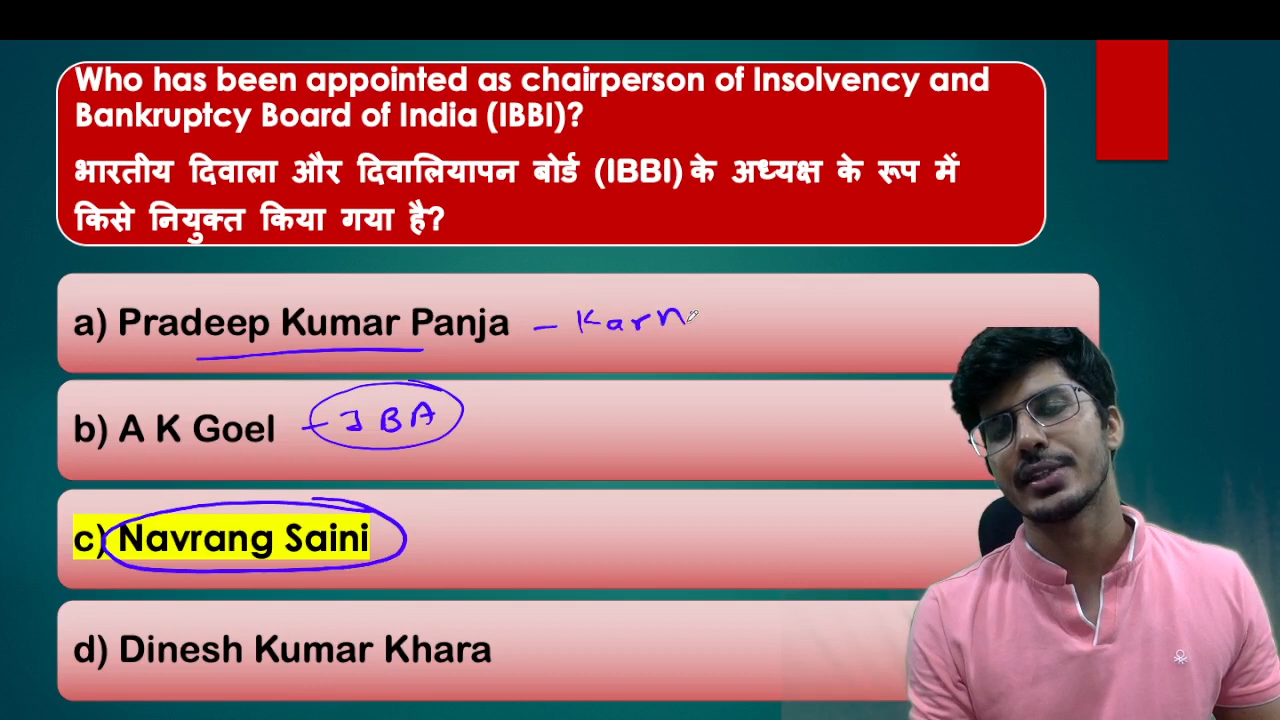 Who has been appointed as chairperson of Insolvency and
Bankruptcy Board of India (IBBI)?
भारतीय दिवाला और दिवालियापन बोर्ड (IBBI) के अध्यक्ष के रूप में
किसे नियुक्त किया गया है?
a) Pradeep Kumar Panja - Karn
b) A K Goel - IBA
c) Navrang Saini
d) Dinesh Kumar Khara